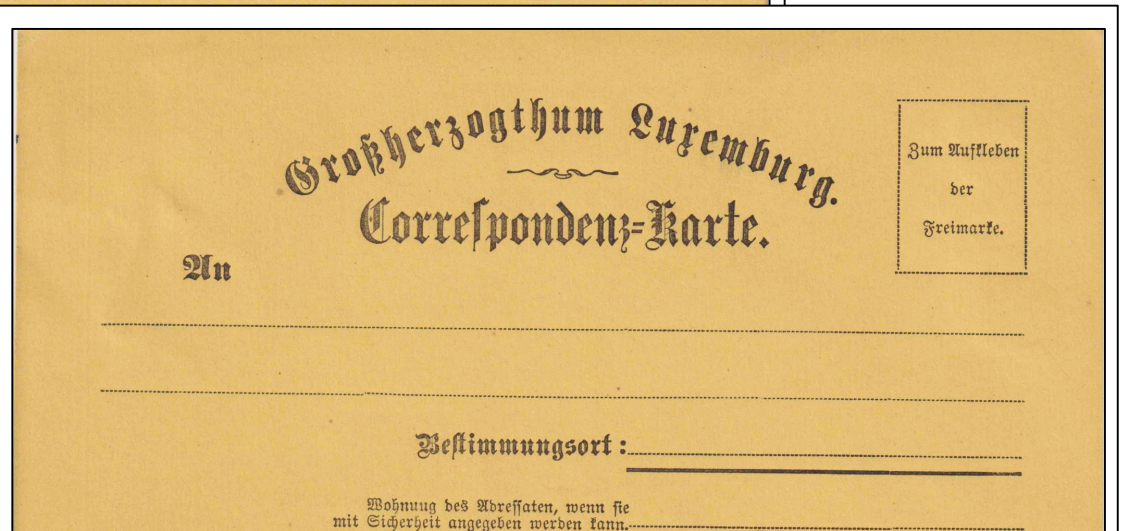 Großherzogthum Luxemburg.
Correspondenz-Karte.
Zum Aufkleben
der
Freimarke.
An
Bestimmungsort:
Wohnuug des Adressaten, wenn sie
mit Sicherheit angegeben werden kann.